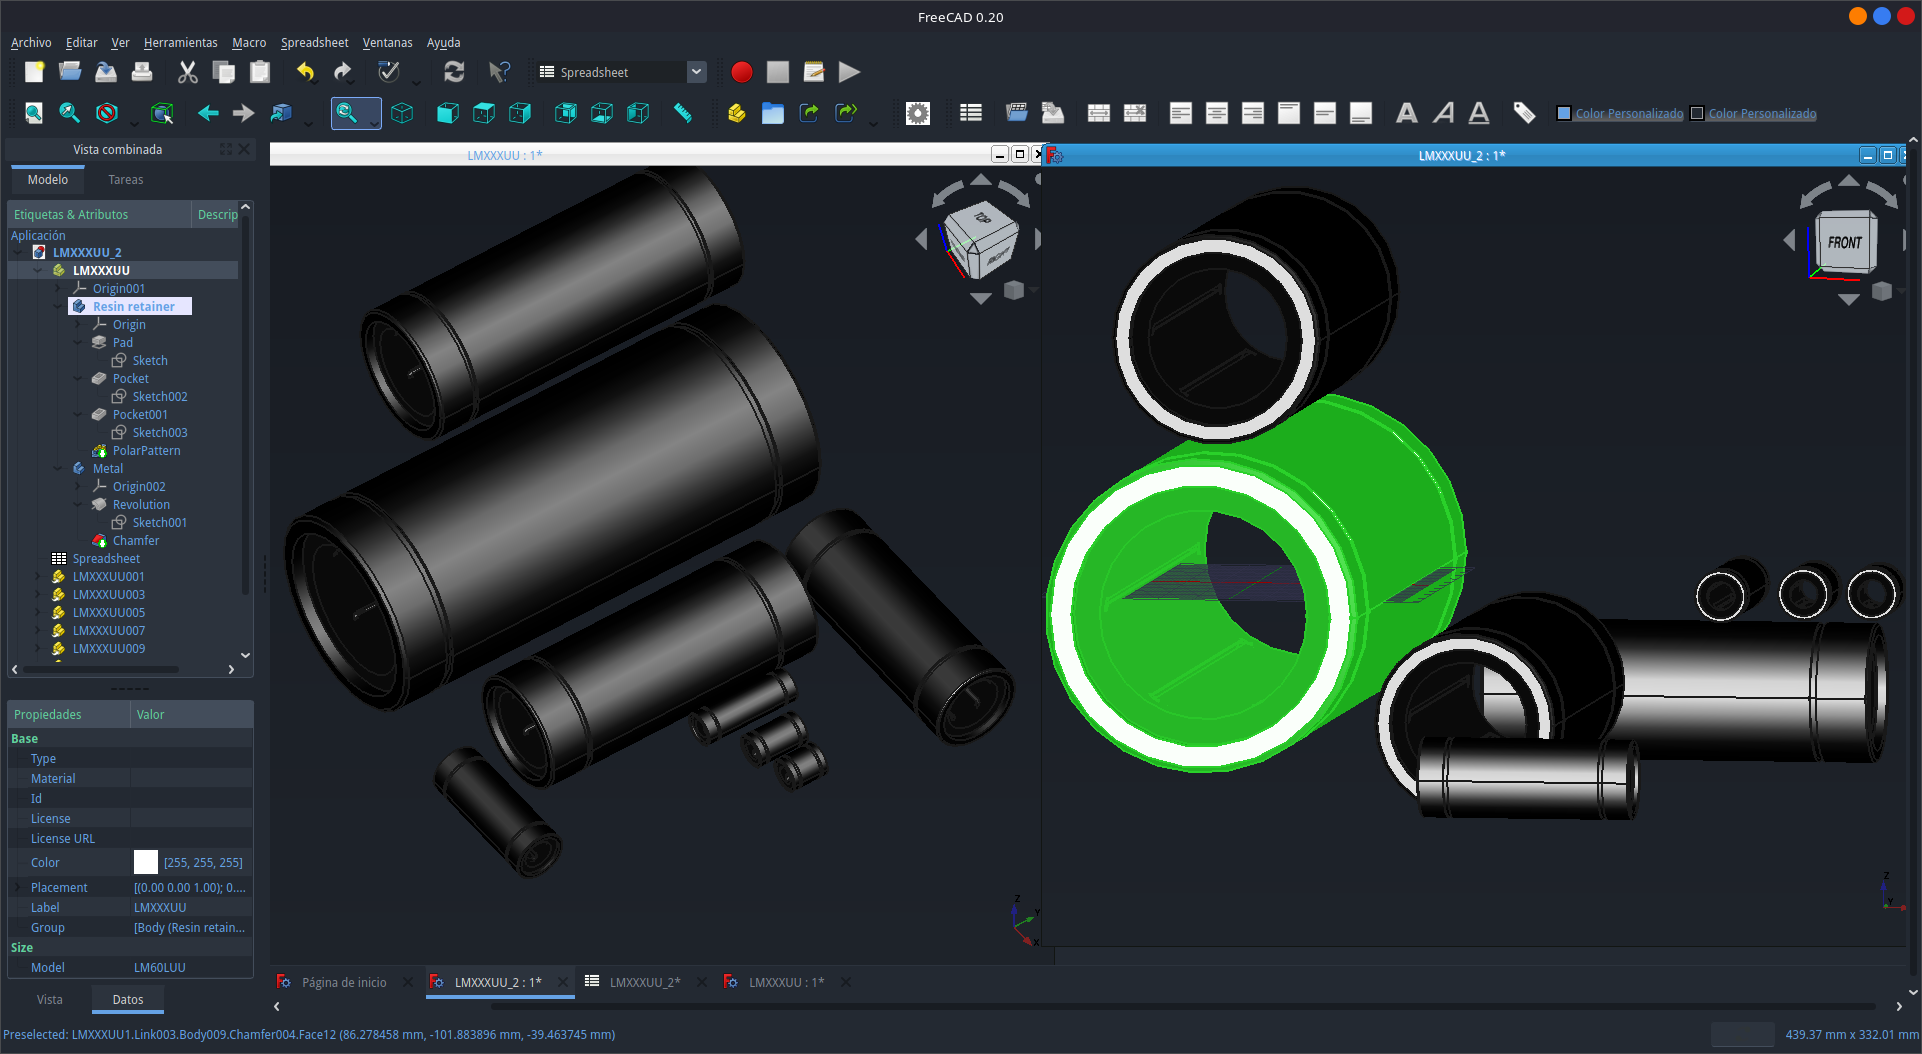 FreeCAD 0.20
Archivo Editar Ver Herramientas Macro Spreadsheet Ventanas Ayuda
Spreadsheet
Color Personalizado Color Personalizado
Vista combinada
Modelo Tareas
Etiquetas & Atributos Descrip
Aplicación
LMXXXUU_2
LMXXXUU
Origin001
Resin retainer
Origin
Pad
Sketch
Pocket
Sketch002
Pocket001
Sketch003
PolarPattern
Metal
Origin002
Revolution
Sketch001
Chamfer
Spreadsheet
LMXXXUU001
LMXXXUU003
LMXXXUU005
LMXXXUU007
LMXXXUU009
Propiedades Valor
Base
Type
Material
Id
License
License URL
Color [255, 255, 255]
Placement [(0.00 0.00 1.00); 0....
Label LMXXXUU
Group [Body (Resin retain...
Size
Model LM60LUU
Vista Datos
LMXXXUU : 1*
TOP
RIGHT
Z
Y
X
LMXXXUU_2 : 1*
FRONT
Z
Y
Página de inicio LMXXXUU_2 : 1* LMXXXUU_2* LMXXXUU : 1*
Preselected: LMXXXUU1.Link003.Body009.Chamfer004.Face12 (86.278458 mm, -101.883896 mm, -39.463745 mm)
439.37 mm x 332.01 mm